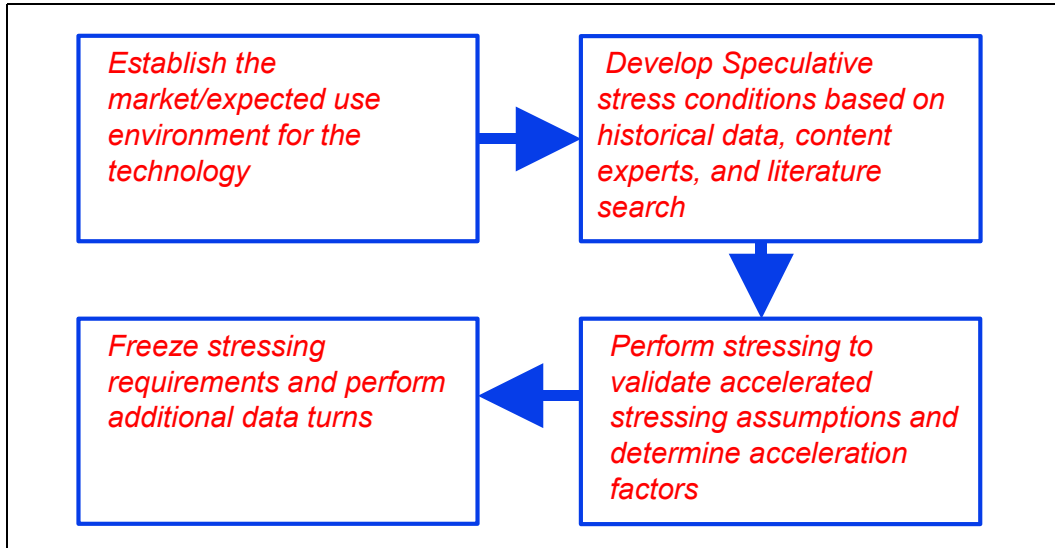 Establish the
market/expected use
environment for the
technology
Develop Speculative
stress conditions based on
historical data, content
experts, and literature
search
Perform stressing to
validate accelerated
stressing assumptions and
determine acceleration
factors
Freeze stressing
requirements and perform
additional data turns